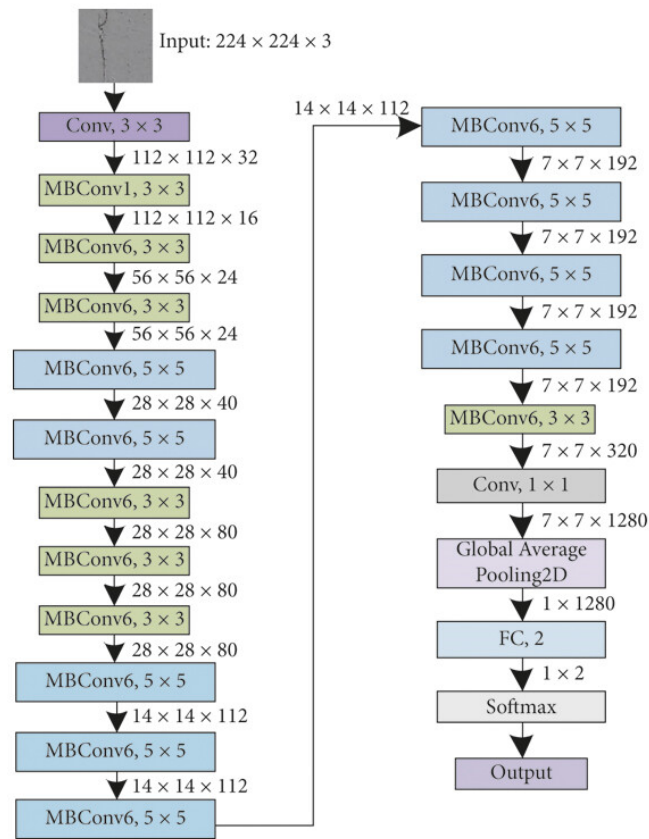 Input: 224 × 224 × 3
Conv, 3 × 3
112 × 112 × 32
MBConv1, 3 × 3
112 × 112 × 16
MBConv6, 3 × 3
56 × 56 × 24
MBConv6, 3 × 3
56 × 56 × 24
MBConv6, 5 × 5
28 × 28 × 40
MBConv6, 5 × 5
28 × 28 × 40
MBConv6, 3 × 3
28 × 28 × 80
MBConv6, 3 × 3
28 × 28 × 80
MBConv6, 3 × 3
28 × 28 × 80
MBConv6, 5 × 5
14 × 14 × 112
MBConv6, 5 × 5
14 × 14 × 112
MBConv6, 5 × 5
14 × 14 × 112
MBConv6, 5 × 5
7 × 7 × 192
MBConv6, 5 × 5
7 × 7 × 192
MBConv6, 5 × 5
7 × 7 × 192
MBConv6, 5 × 5
7 × 7 × 192
MBConv6, 3 × 3
7 × 7 × 320
Conv, 1 × 1
7 × 7 × 1280
Global Average
Pooling2D
1 × 1280
FC, 2
1 × 2
Softmax
Output